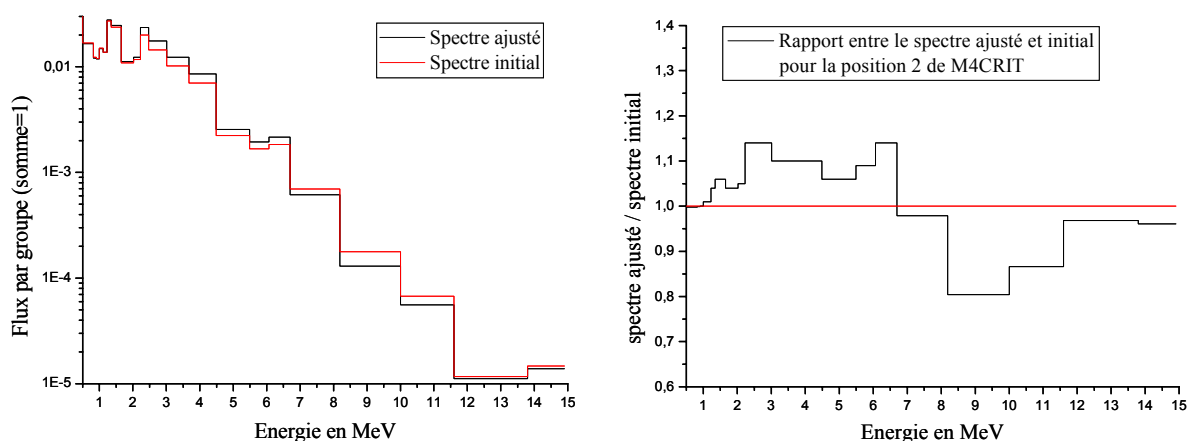 Spectre ajusté
Spectre initial
0,01
1E-3
1E-4
1E-5
Flux par groupe (somme=1)
1 2 3 4 5 6 7 8 9 10 11 12 13 14 15
Energie en MeV
Rapport entre le spectre ajusté et initial
pour la position 2 de M4CRIT
1,4
1,3
1,2
1,1
1,0
0,9
0,8
0,7
0,6
spectre ajusté / spectre initial
1 2 3 4 5 6 7 8 9 10 11 12 13 14 15
Energie en MeV